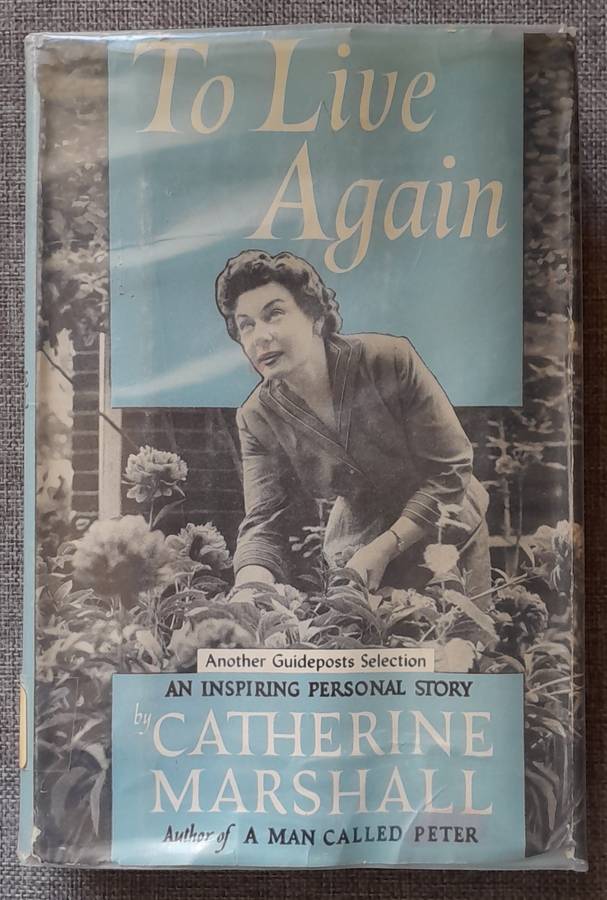 To Live
Again
Another Guideposts Selection
AN INSPIRING PERSONAL STORY
by CATHERINE
MARSHALL
Author of A MAN CALLED PETER